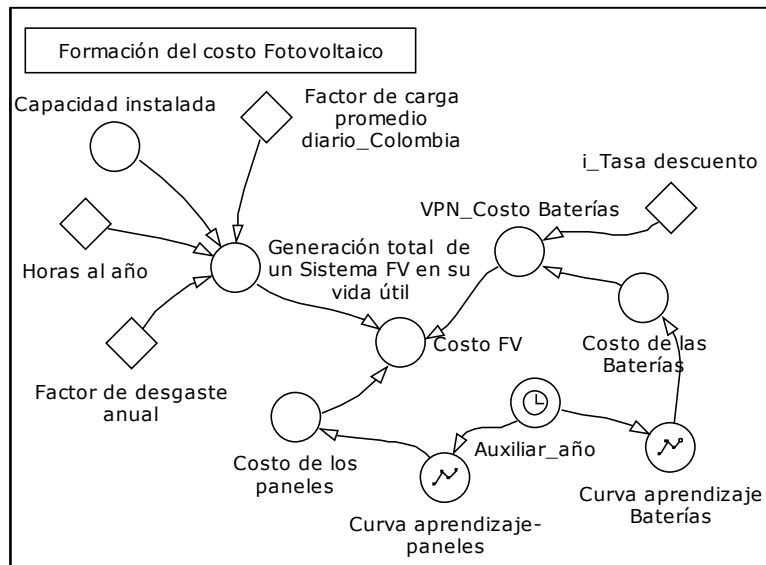 Formación del costo Fotovoltaico
Capacidad instalada
Factor de carga
promedio
diario_Colombia
i_Tasa descuento
VPN_Costo Baterías
Horas al año
Generación total de
un Sistema FV en su
vida útil
Costo FV
Costo de las
Baterías
Factor de desgaste
anual
Costo de los
paneles
Auxiliar_año
Curva aprendizaje-
paneles
Curva aprendizaje
Baterías